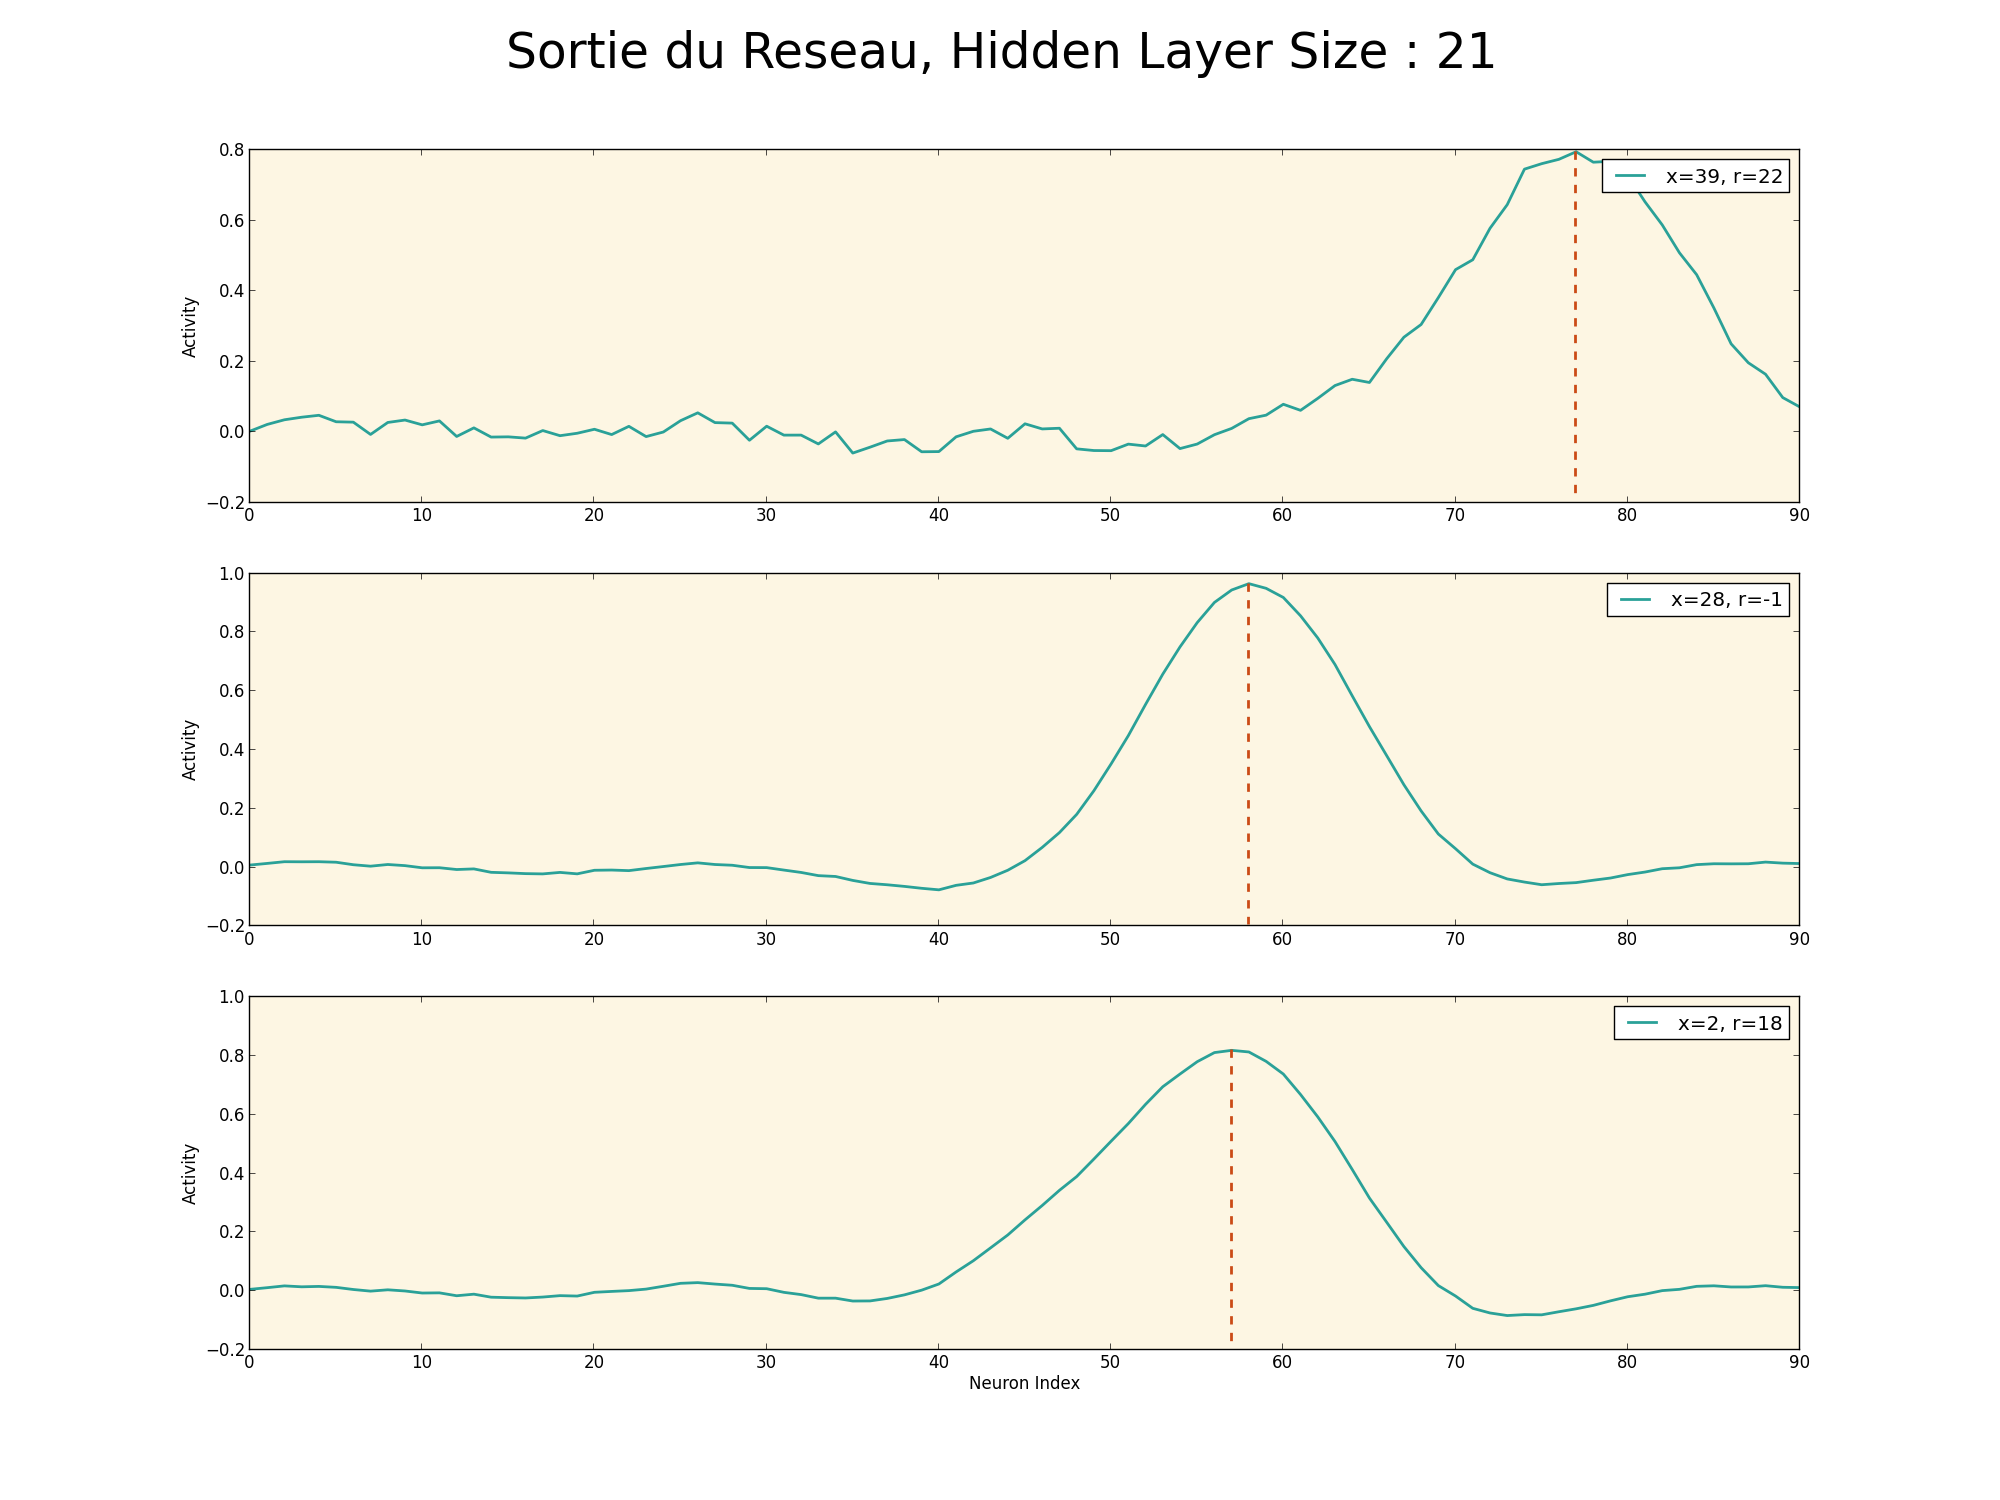 Sortie du Reseau, Hidden Layer Size : 21
0.8
0.6
0.4
0.2
0.0
−0.2
Activity
x=39, r=22
0 10 20 30 40 50 60 70 80 90
1.0
0.8
0.6
0.4
0.2
0.0
−0.2
Activity
x=28, r=-1
0 10 20 30 40 50 60 70 80 90
1.0
0.8
0.6
0.4
0.2
0.0
−0.2
Activity
x=2, r=18
0 10 20 30 40 50 60 70 80 90
Neuron Index